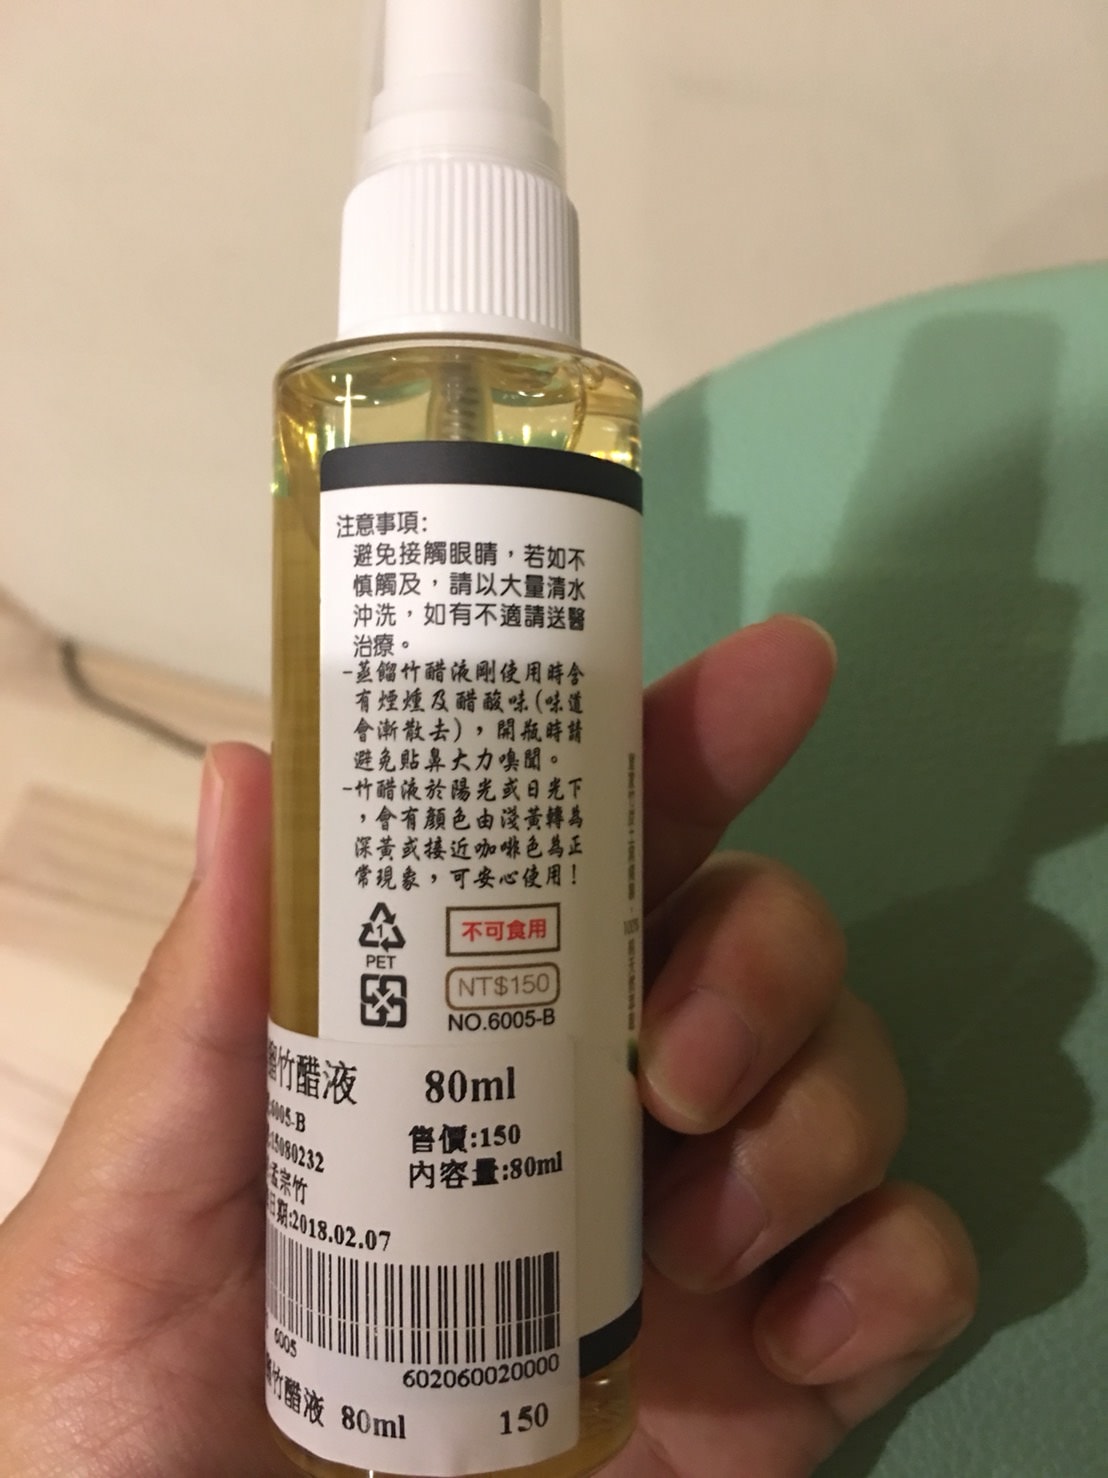 注意事項:
避免接觸眼睛，若如不
慎觸及，請以大量清水
沖洗，如有不適請送醫
治療。
-蒸餾竹醋液剛使用時含
有煙燻及醋酸味(味道
會漸散去)，開瓶時請
避免貼鼻大力嗅聞。
-竹醋液於陽光或日光下
，會有顏色由淺黃轉為
深黃或接近咖啡色為正
常現象，可安心使用!
1
PET
不可食用
NT$150
NO.6005-B
餾竹醋液 80ml
6005-B
15080232
售價:150
孟宗竹
內容量:80ml
日期:2018.02.07
6005
602060020000
竹醋液 80ml 150